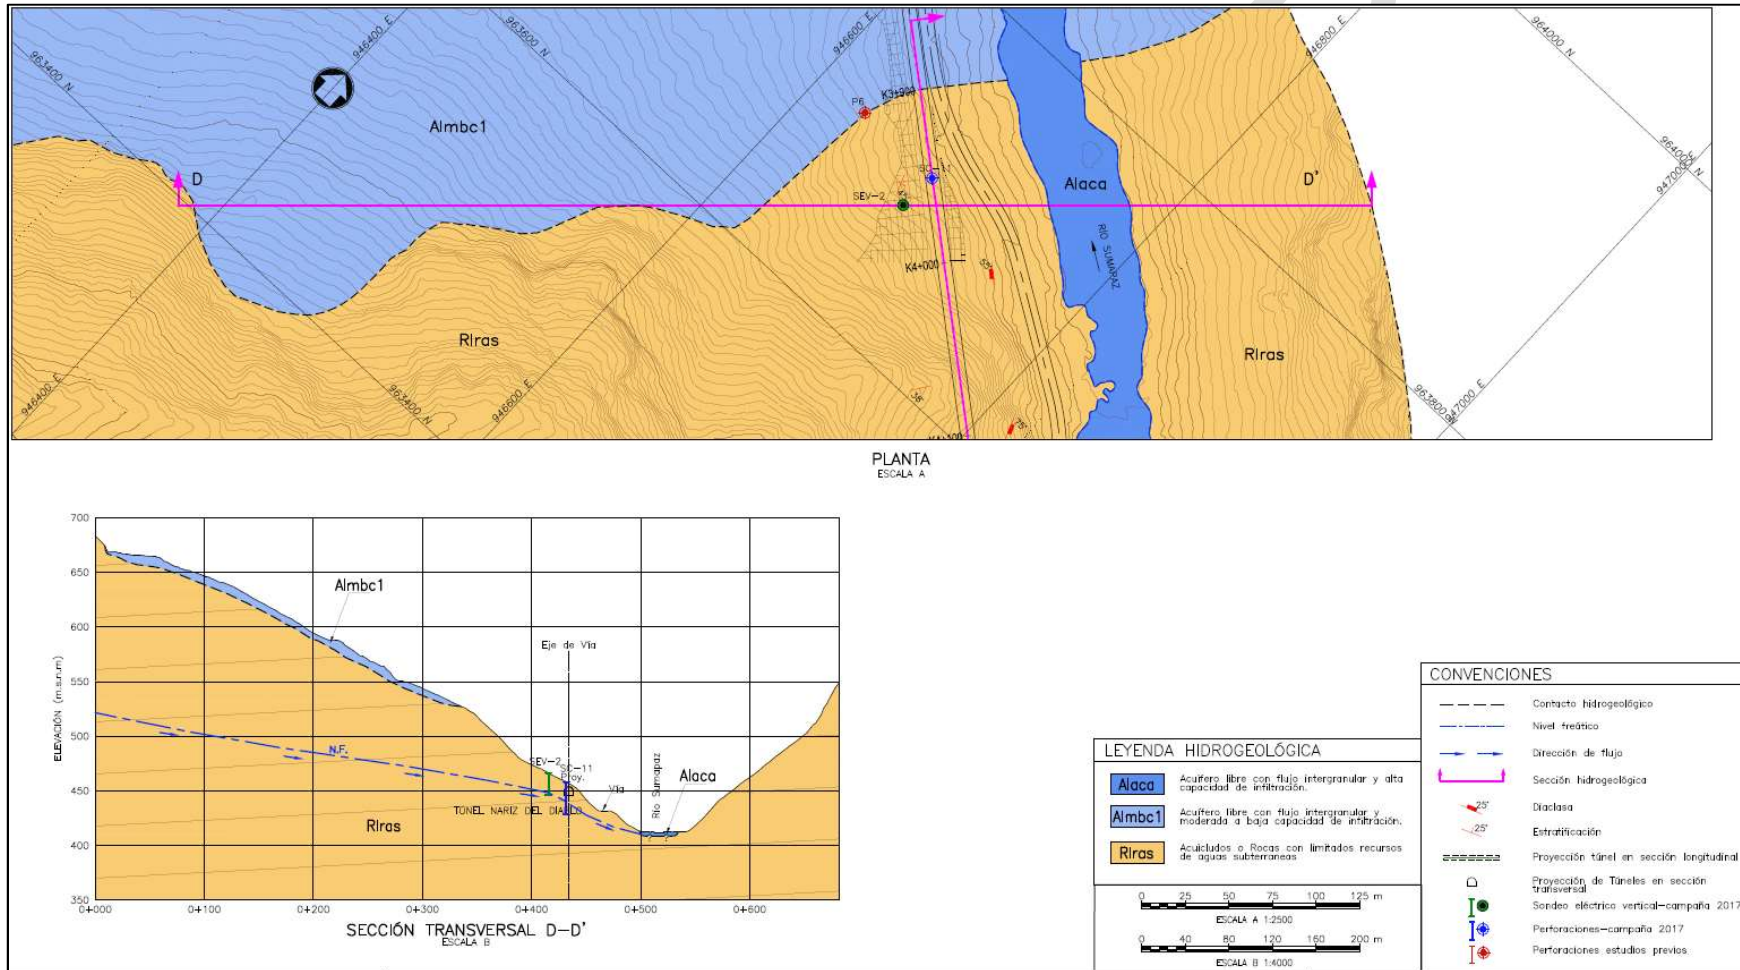 963400 N
946400 E
963600 N
946600 E
946800 E
964000 N
Almbc1
P6
K3+900
D
SEV-2
Alaca
D'
964000 N
947000 E
RÍO SUMAPAZ
K4+000
55°
Rlras
Rlras
946400 E
963400 N
946600 E
38
75°
963800 N
947000 E
PLANTA
ESCALA A
700
650
600
550
500
450
400
350
ELEVACIÓN (m.s.n.m)
Almbc1
Eje de Vía
N.F.
SEV-2
SC-11
Proy.
Vía
Río Sumapaz
Alaca
TÚNEL NARIZ DEL DIABLO
Rlras
0+000
0+100
0+200
0+300
0+400
0+500
0+600
SECCIÓN TRANSVERSAL D-D'
ESCALA B
LEYENDA HIDROGEOLÓGICA
Alaca
Acuífero libre con flujo intergranular y alta
capacidad de infiltración.
Almbc1
Acuífero libre con flujo intergranular y
moderada a baja capacidad de infiltración.
Rlras
Acuicludos o Rocas con limitados recursos
de aguas subterraneas
0 25 50 75 100 125 m
ESCALA A 1:2500
0 40 80 120 160 200 m
ESCALA B 1:4000
CONVENCIONES
Contacto hidrogeológico
Nivel freático
Dirección de flujo
Sección hidrogeológica
25°
Diaclasa
25°
Estratificación
Proyección túnel en sección longitudinal
Proyección de Túneles en sección
transversal
Sondeo eléctrico vertical-campaña 2017
Perforaciones-campaña 2017
Perforaciones estudios previos